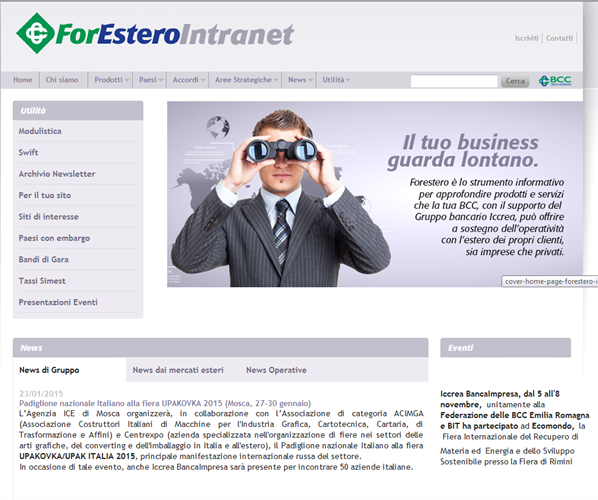 ForEsteroIntranet
Iscriviti | Contatti
Home
Chi siamo
Prodotti
Paesi
Accordi
Aree Strategiche
News
Utilità
Cerca
BCC
Utilità
Modulistica
Swift
Archivio Newsletter
Per il tuo sito
Siti di interesse
Paesi con embargo
Bandi di Gara
Tassi Simest
Presentazioni Eventi
Il tuo business
guarda lontano.
Forestero è lo strumento informativo
per approfondire prodotti e servizi
che la tua BCC, con il supporto del
Gruppo bancario Iccrea, può offrire
a sostegno dell'operatività
con l'estero dei propri clienti,
sia imprese che privati.
cover-home-page-forestero-i
News
News di Gruppo
News dai mercati esteri
News Operative
23/01/2015
Padiglione nazionale Italiano alla fiera UPAKOVKA 2015 (Mosca, 27-30 gennaio)
L'Agenzia ICE di Mosca organizzerà, in collaborazione con l'Associazione di categoria ACIMGA
(Associazione Costruttori Italiani di Macchine per l'Industria Grafica, Cartotecnica, Cartaria, di
Trasformazione e Affini) e Centrexpo (azienda specializzata nell'organizzazione di fiere nei settori delle
arti grafiche, del converting e dell'imballaggio in Italia e all'estero), il Padiglione Nazionale Italiano alla fiera
UPAKOVKA/UPAK ITALIA 2015, principale manifestazione internazionale russa del settore.
In occasione di tale evento, anche Iccrea BancaImpresa sarà presente per incontrare 50 aziende italiane.
Eventi
Iccrea BancaImpresa, dal 5 all'8
novembre, unitamente alla
Federazione delle BCC Emilia Romagna
e BIT ha partecipato ad Ecomondo, la
Fiera Internazionale del Recupero di
Materia ed Energia e dello Sviluppo
Sostenibile presso la Fiera di Rimini